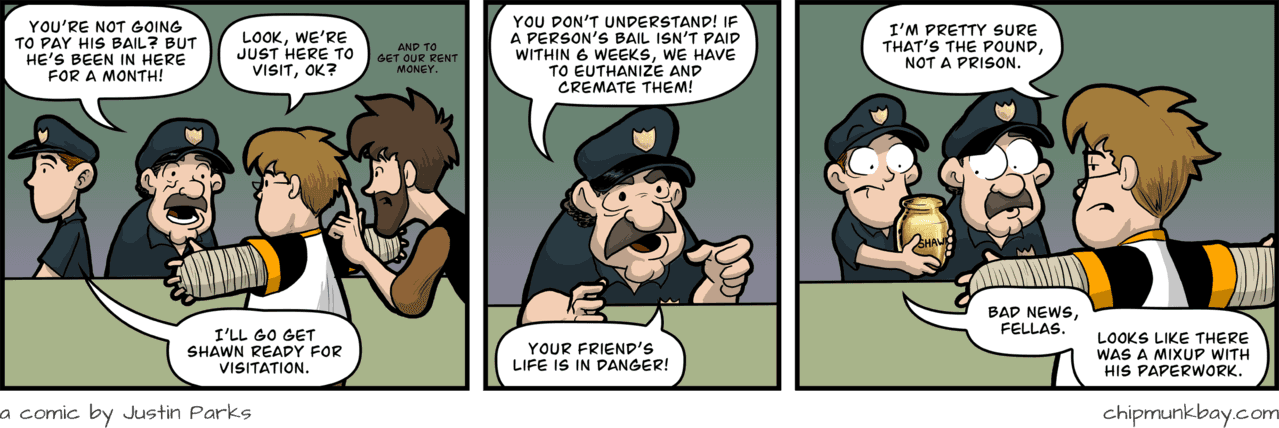 YOU'RE NOT GOING
TO PAY HIS BAIL? BUT
HE'S BEEN IN HERE
FOR A MONTH!
LOOK, WE'RE
JUST HERE TO
VISIT, OK?
AND TO
GET OUR RENT
MONEY.
I'LL GO GET
SHAWN READY FOR
VISITATION.
YOU DON'T UNDERSTAND! IF
A PERSON'S BAIL ISN'T PAID
WITHIN 6 WEEKS, WE HAVE
TO EUTHANIZE AND
CREMATE THEM!
YOUR FRIEND'S
LIFE IS IN DANGER!
I'M PRETTY SURE
THAT'S THE POUND,
NOT A PRISON.
SHAW
BAD NEWS,
FELLAS.
LOOKS LIKE THERE
WAS A MIXUP WITH
HIS PAPERWORK.
a comic by Justin Parks
chipmunkbay.com